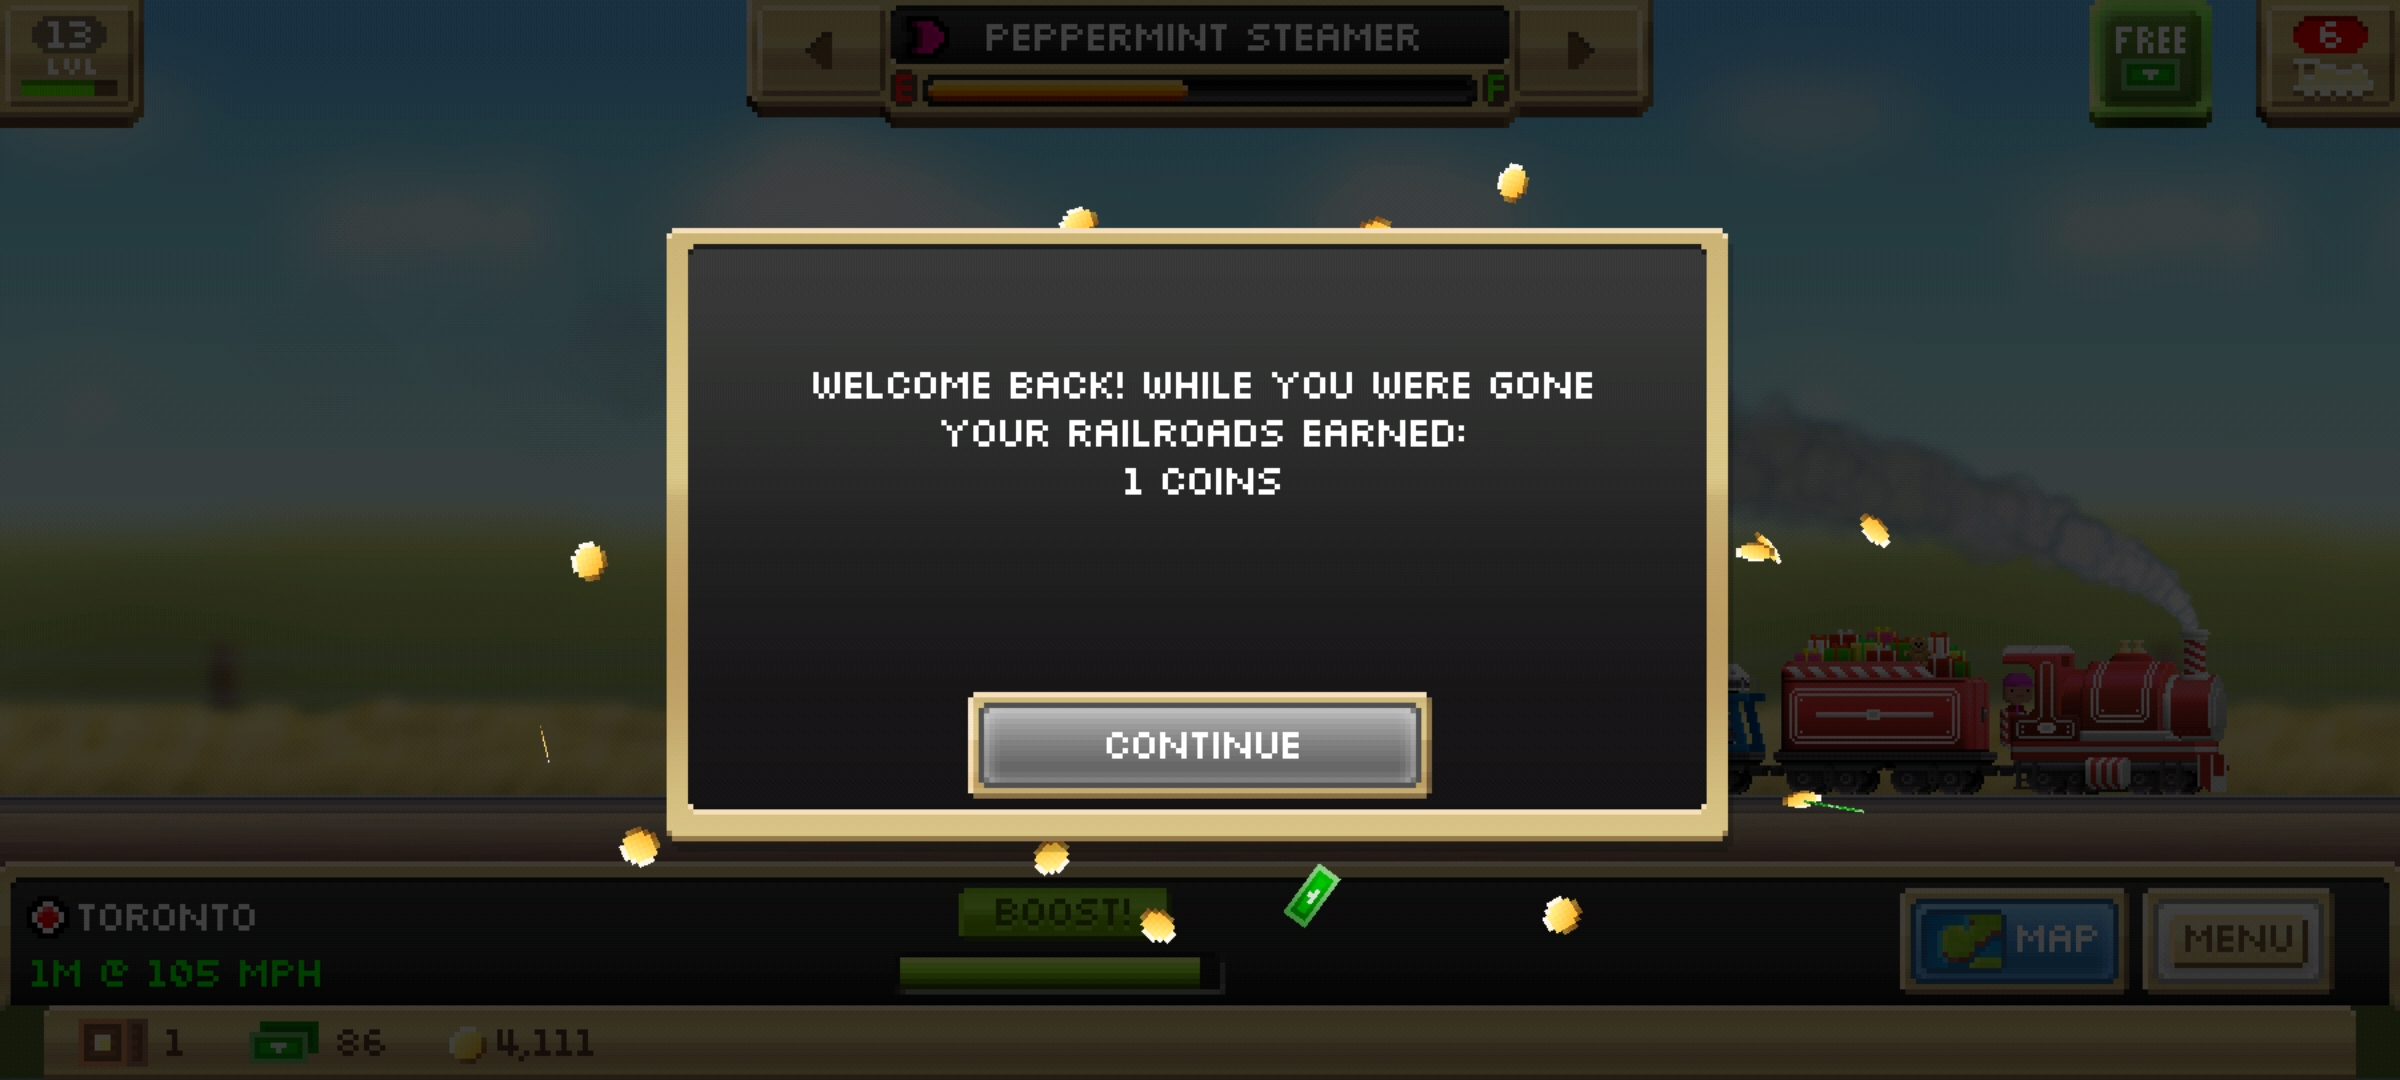 13
LVL
PEPPERMINT STEAMER
E
F
FREE
6
WELCOME BACK! WHILE YOU WERE GONE
YOUR RAILROADS EARNED:
1 COINS
CONTINUE
TORONTO
1M @ 105 MPH
BOOST!
MAP
MENU
1
86
4,111